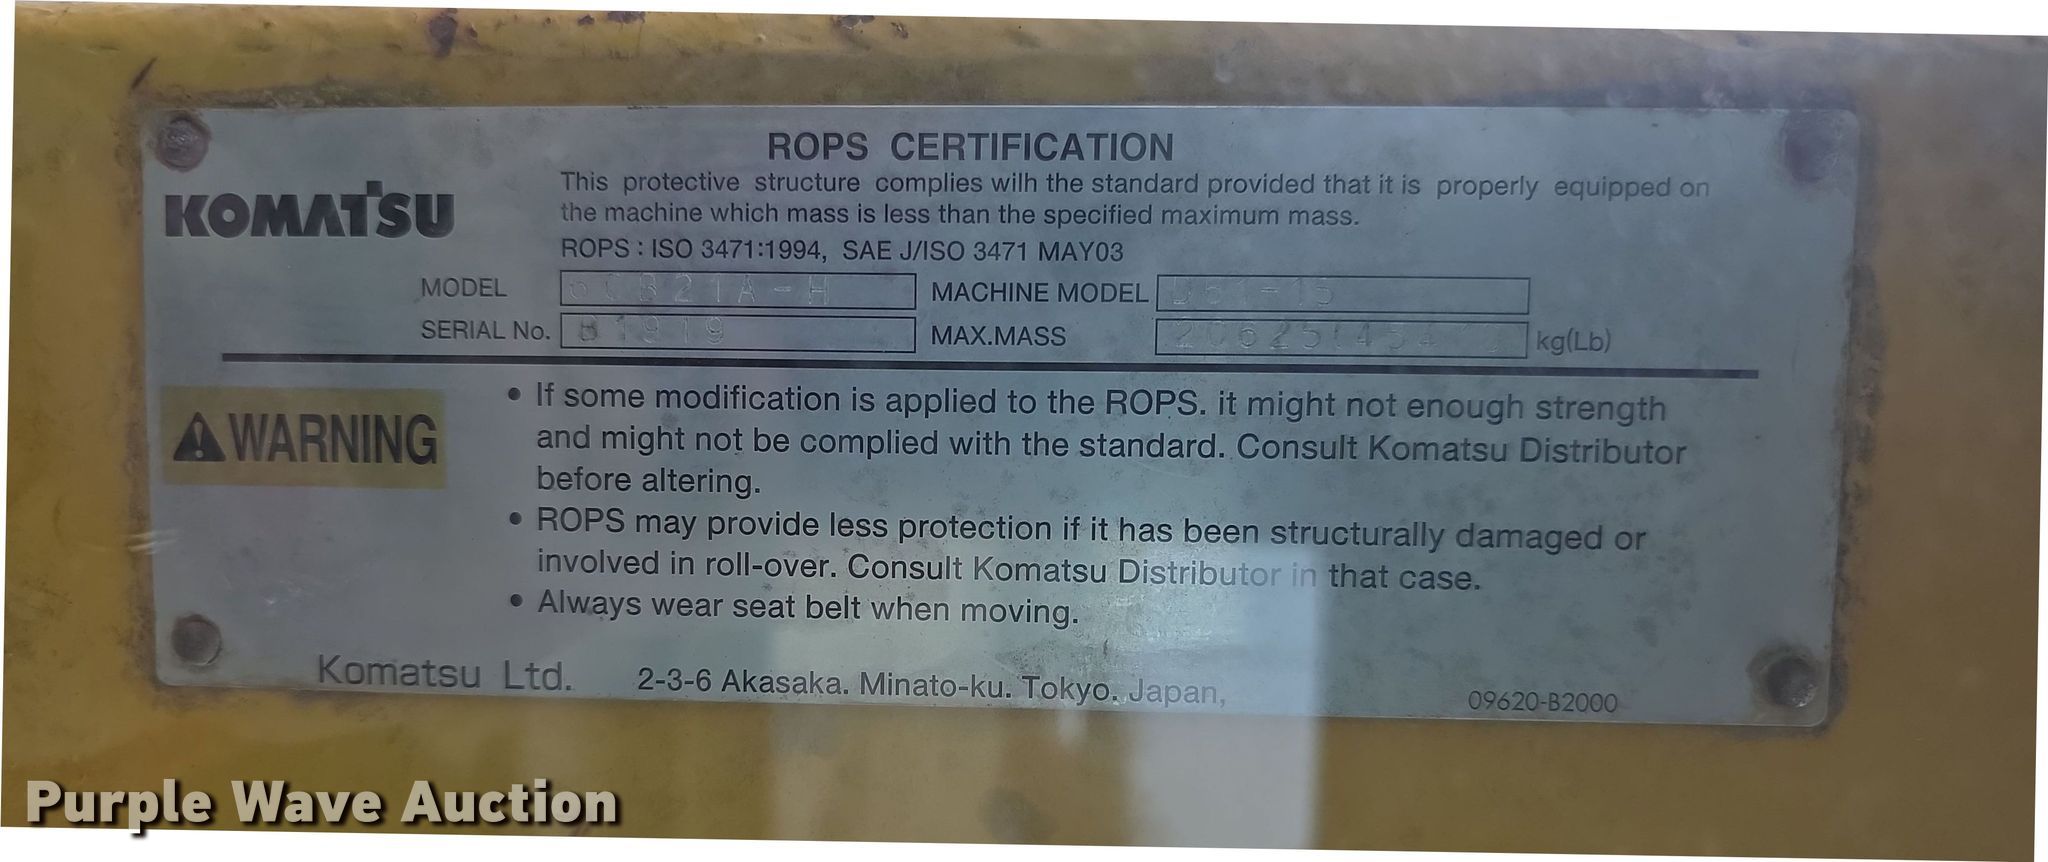 ROPS CERTIFICATION
KOMATSU
This protective structure complies wilh the standard provided that it is properly equipped on
the machine which mass is less than the specified maximum mass.
ROPS : ISO 3471:1994, SAE J/ISO 3471 MAY03
MODEL 6CB21A-H MACHINE MODEL D61-15
SERIAL No. B1919 MAX.MASS kg(Lb)
WARNING
• If some modification is applied to the ROPS. it might not enough strength
and might not be complied with the standard. Consult Komatsu Distributor
before altering.
• ROPS may provide less protection if it has been structurally damaged or
involved in roll-over. Consult Komatsu Distributor in that case.
• Always wear seat belt when moving.
Komatsu Ltd. 2-3-6 Akasaka. Minato-ku. Tokyo. Japan,
09620-B2000
Purple Wave Auction